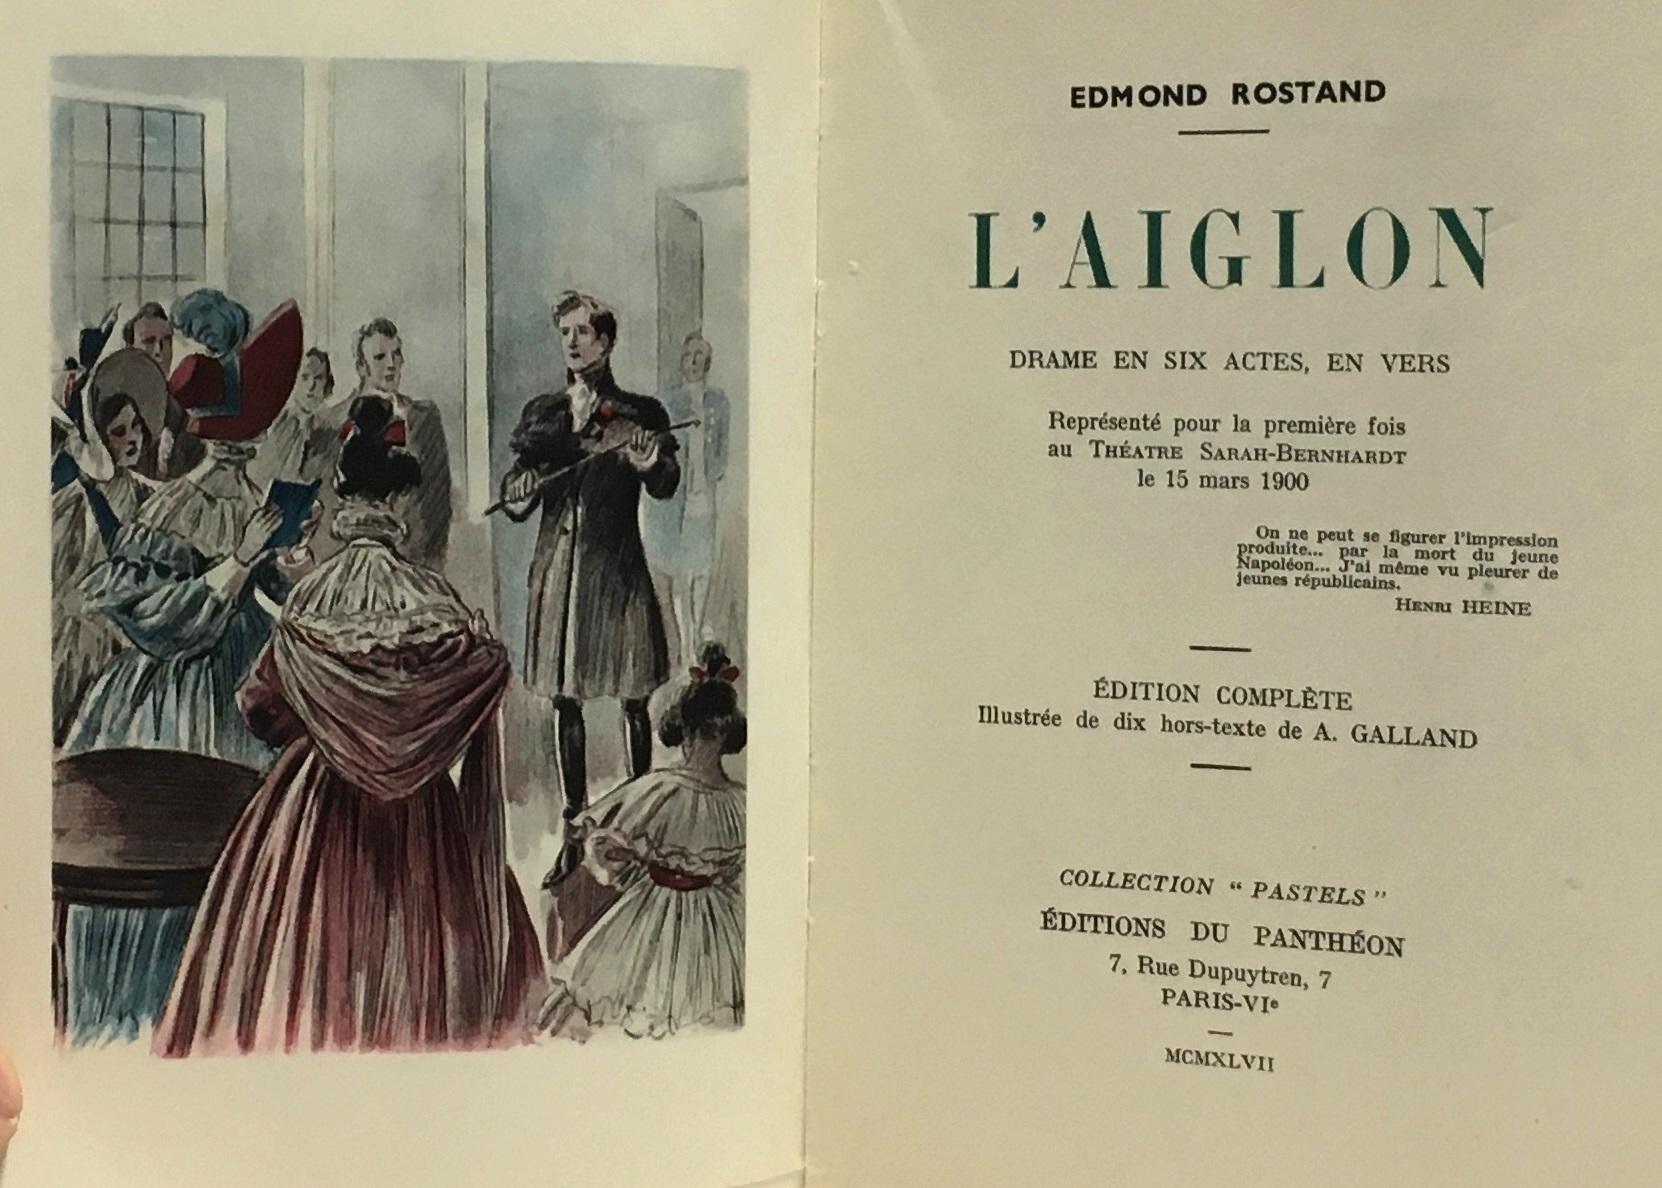 EDMOND ROSTAND
L'AIGLON
DRAME EN SIX ACTES, EN VERS
Représenté pour la première fois
au THÉATRE SARAH-BERNHARDT
le 15 mars 1900
On ne peut se figurer l'impression
produite... par la mort du jeune
Napoléon... J'ai même vu pleurer de
jeunes républicains.
HENRI HEINE
ÉDITION COMPLÈTE
Illustrée de dix hors-texte de A. GALLAND
COLLECTION “ PASTELS ”
ÉDITIONS DU PANTHÉON
7, Rue Dupuytren, 7
PARIS-VIe
MCMXLVII